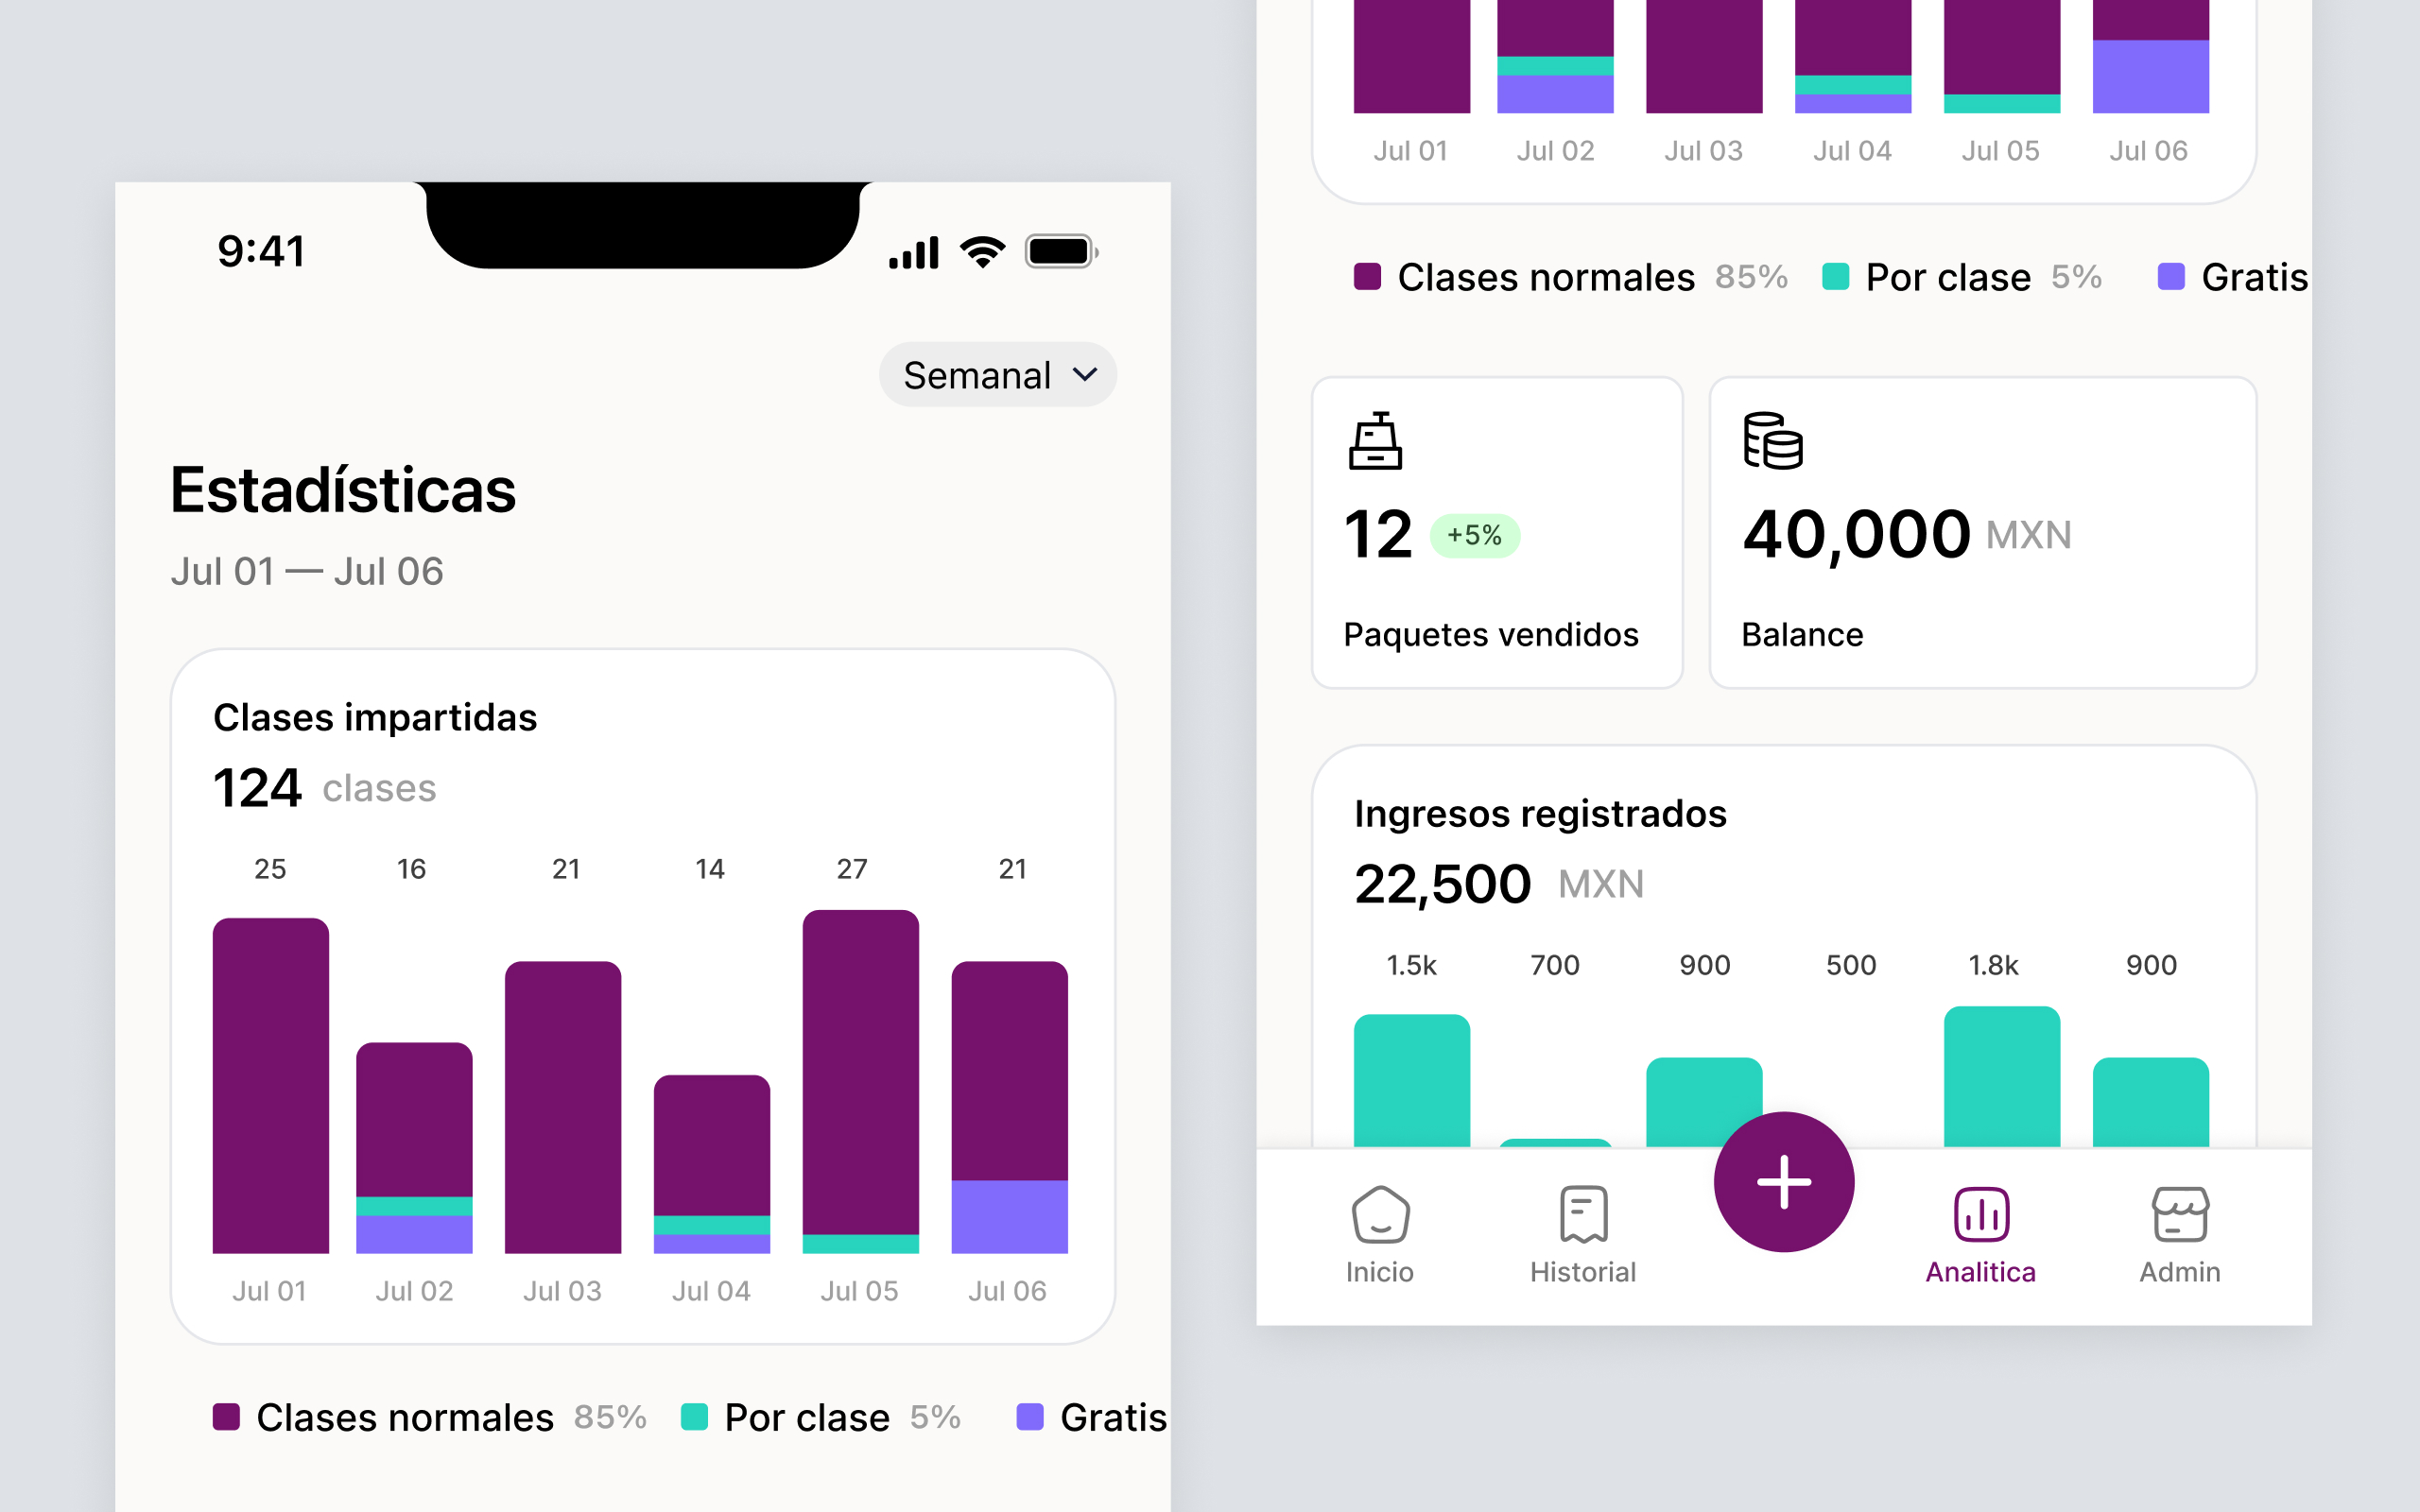 9:41
Semanal
Estadísticas
Jul 01 — Jul 06
Clases impartidas
124 clases
25 16 21 14 27 21
Jul 01 Jul 02 Jul 03 Jul 04 Jul 05 Jul 06
Clases normales 85% Por clase 5% Gratis
Jul 01 Jul 02 Jul 03 Jul 04 Jul 05 Jul 06
Clases normales 85% Por clase 5% Gratis
12 +5%
Paquetes vendidos
40,000 MXN
Balance
Ingresos registrados
22,500 MXN
1.5k 700 900 500 1.8k 900
Inicio Historial Analitica Admin